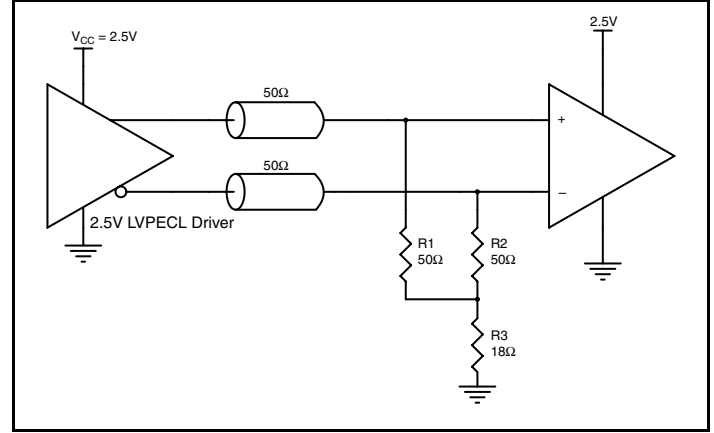 V_CC = 2.5V
2.5V
50Ω
+
50Ω
−
2.5V LVPECL Driver
R1
50Ω
R2
50Ω
R3
18Ω